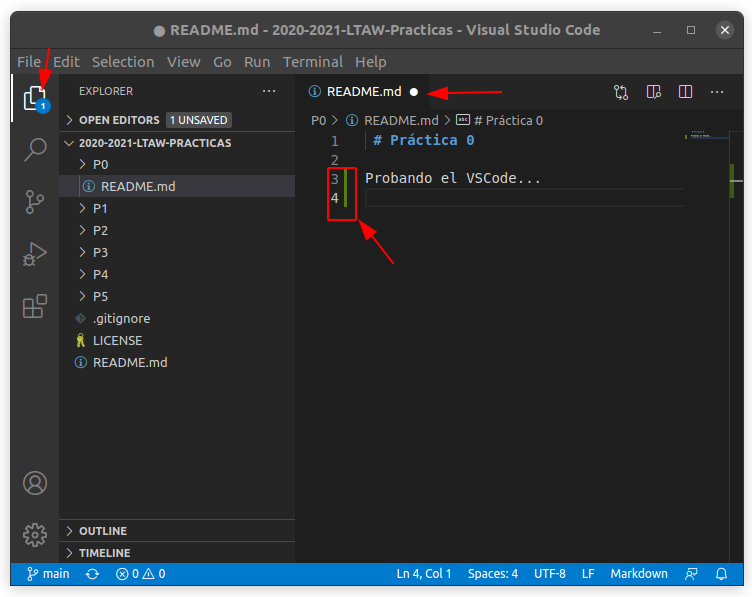 ● README.md - 2020-2021-LTAW-Practicas - Visual Studio Code
File Edit Selection View Go Run Terminal Help
1
EXPLORER
OPEN EDITORS 1 UNSAVED
2020-2021-LTAW-PRACTICAS
P0
README.md
P1
P2
P3
P4
P5
.gitignore
LICENSE
README.md
OUTLINE
TIMELINE
README.md ●
P0 > README.md > abc # Práctica 0
1 # Práctica 0
2
3 Probando el VSCode...
4
main 0 0 Ln 4, Col 1 Spaces: 4 UTF-8 LF Markdown